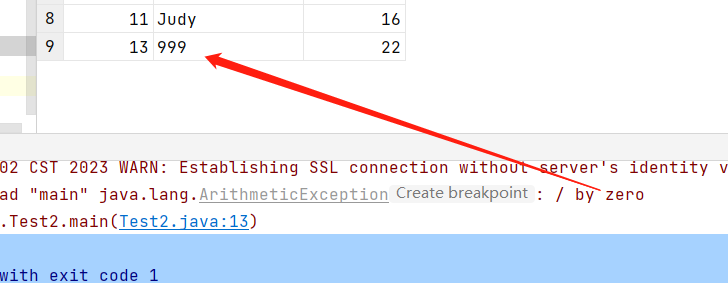 8 11 Judy 16
9 13 999 22
02 CST 2023 WARN: Establishing SSL connection without server's identity v
ad "main" java.lang.ArithmeticException Create breakpoint : / by zero
.Test2.main(Test2.java:13)
with exit code 1